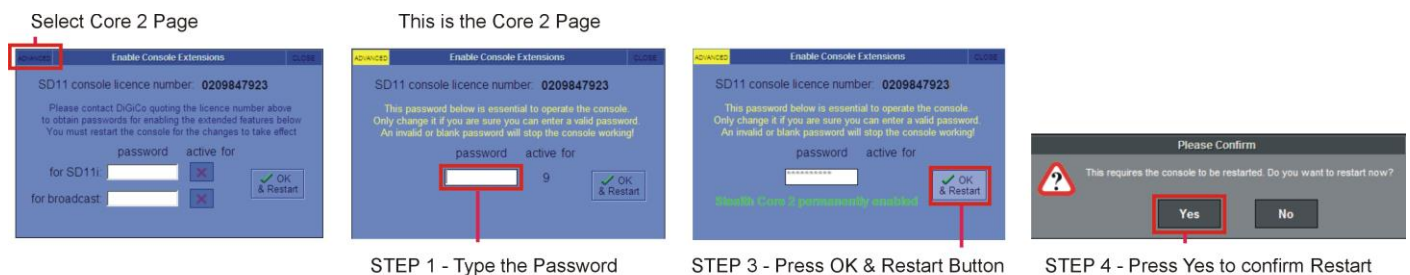 Select Core 2 Page
This is the Core 2 Page
ADVANCED Enable Console Extensions CLOSE
SD11 console licence number: 0209847923
Please contact DiGiCo quoting the licence number above
to obtain passwords for enabling the extended features below
You must restart the console for the changes to take effect
password active for
for SD11i:
for broadcast:
OK
& Restart
ADVANCED Enable Console Extensions CLOSE
SD11 console licence number: 0209847923
This password below is essential to operate the console.
Only change it if you are sure you can enter a valid password.
An invalid or blank password will stop the console working!
password active for
9
OK
& Restart
STEP 1 - Type the Password
ADVANCED Enable Console Extensions CLOSE
SD11 console licence number: 0209847923
This password below is essential to operate the console.
Only change it if you are sure you can enter a valid password.
An invalid or blank password will stop the console working!
password active for
**********
Stealth Core 2 permanently enabled
OK
& Restart
STEP 3 - Press OK & Restart Button
Please Confirm
?
This requires the console to be restarted. Do you want to restart now?
Yes No
STEP 4 - Press Yes to confirm Restart